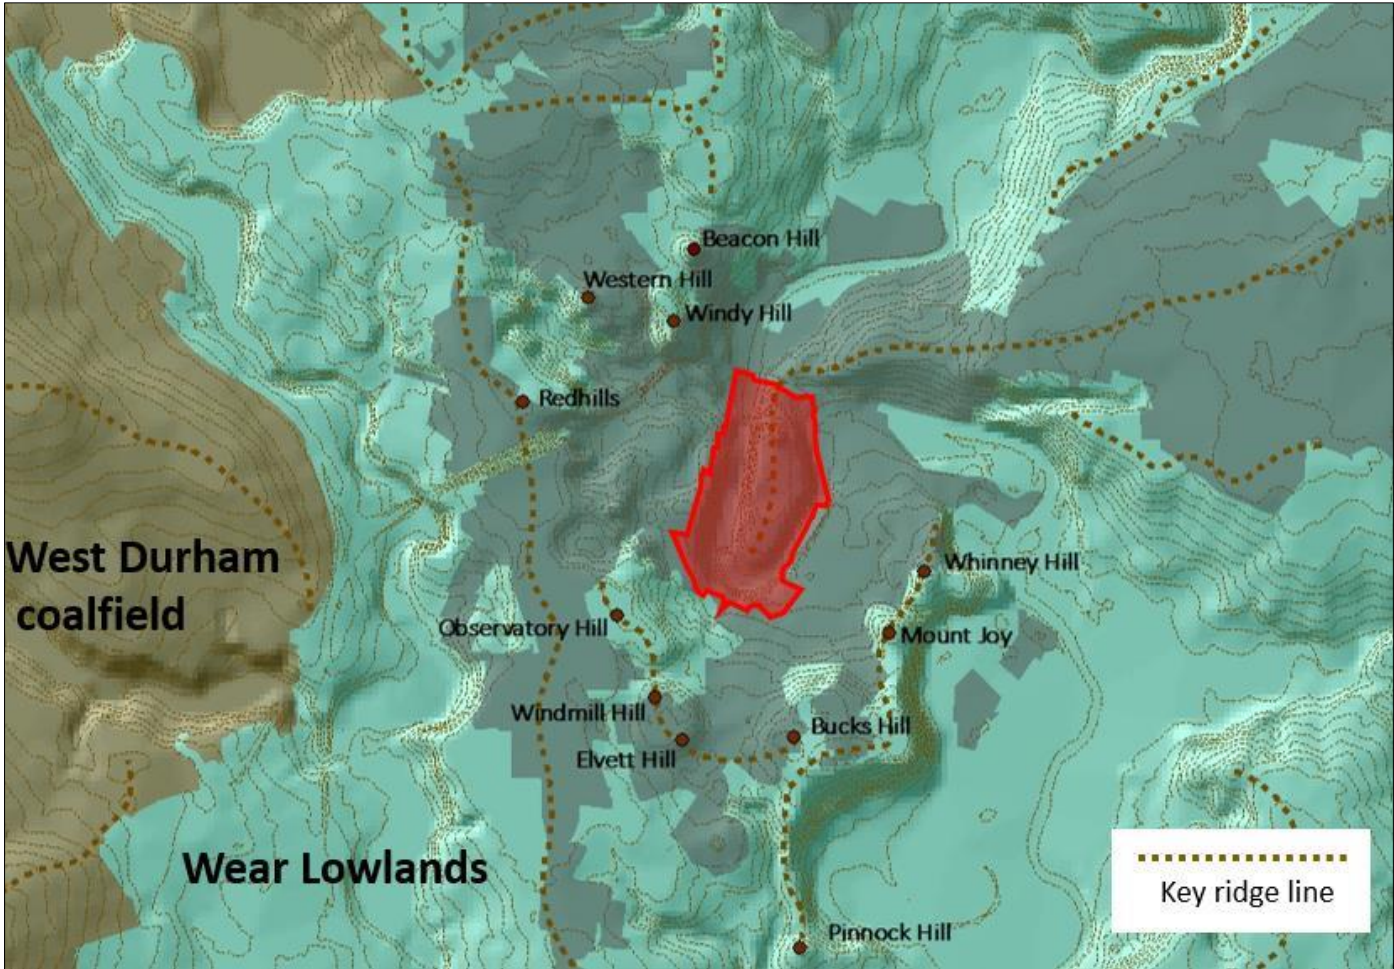 Beacon Hill
Western Hill
Windy Hill
Redhills
West Durham
coalfield
Whinney Hill
Observatory Hill
Mount Joy
Windmill Hill
Bucks Hill
Elvett Hill
Wear Lowlands
Key ridge line
Pinnock Hill